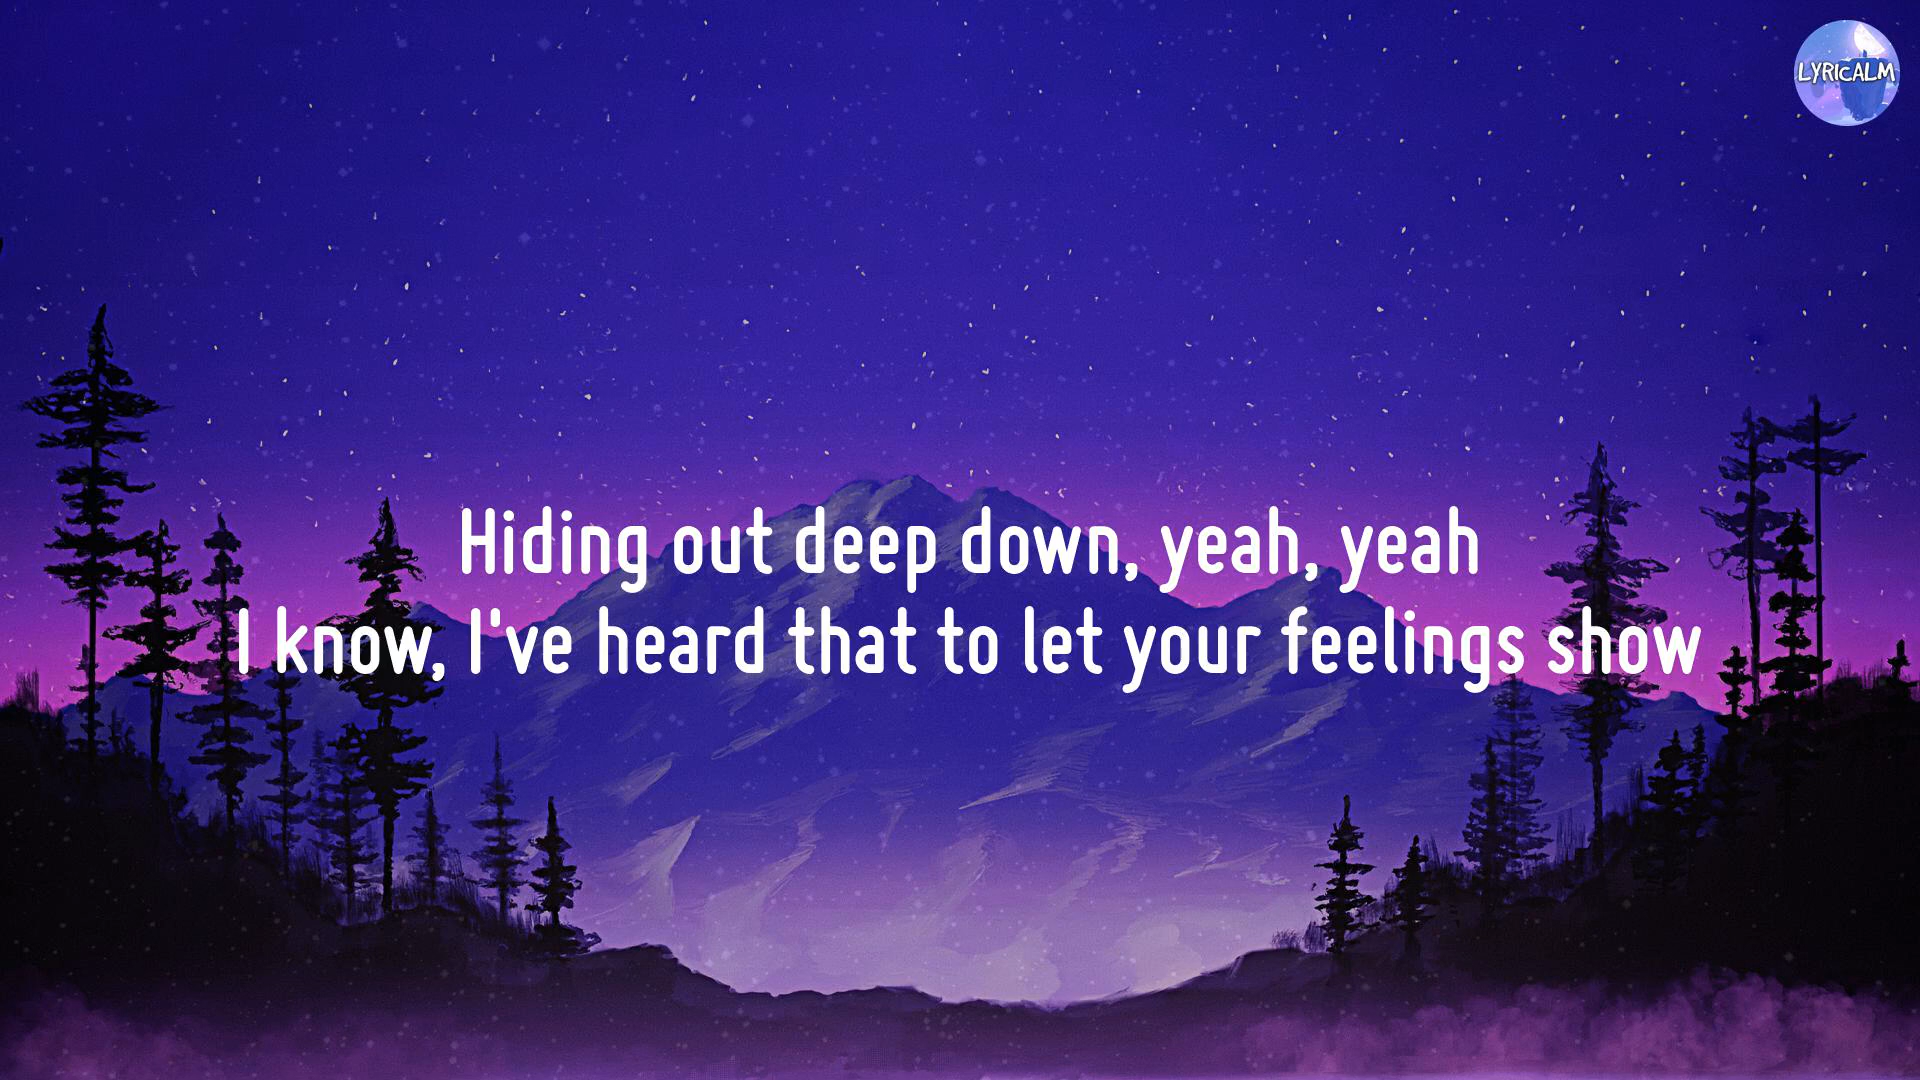 LYRICALM
Hiding out deep down, yeah, yeah
I know, I've heard that to let your feelings show